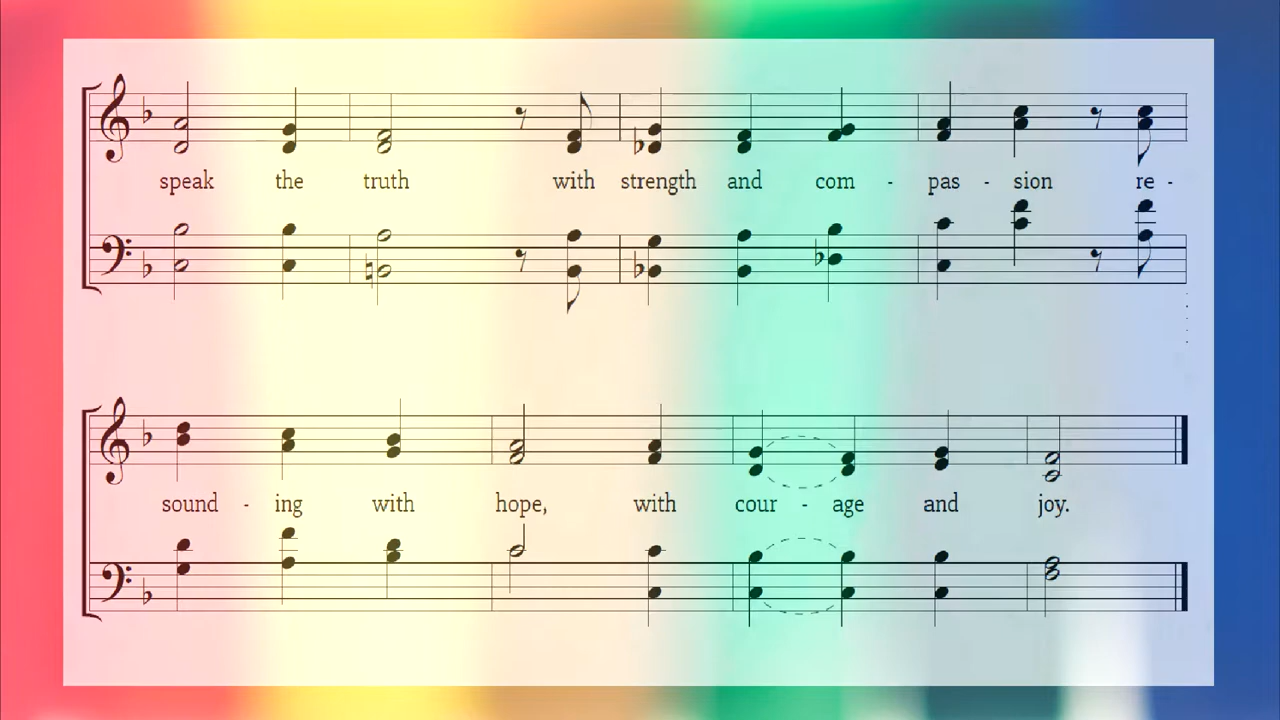 speak the truth with strength and com - pas - sion re -
sound - ing with hope, with cour - age and joy.